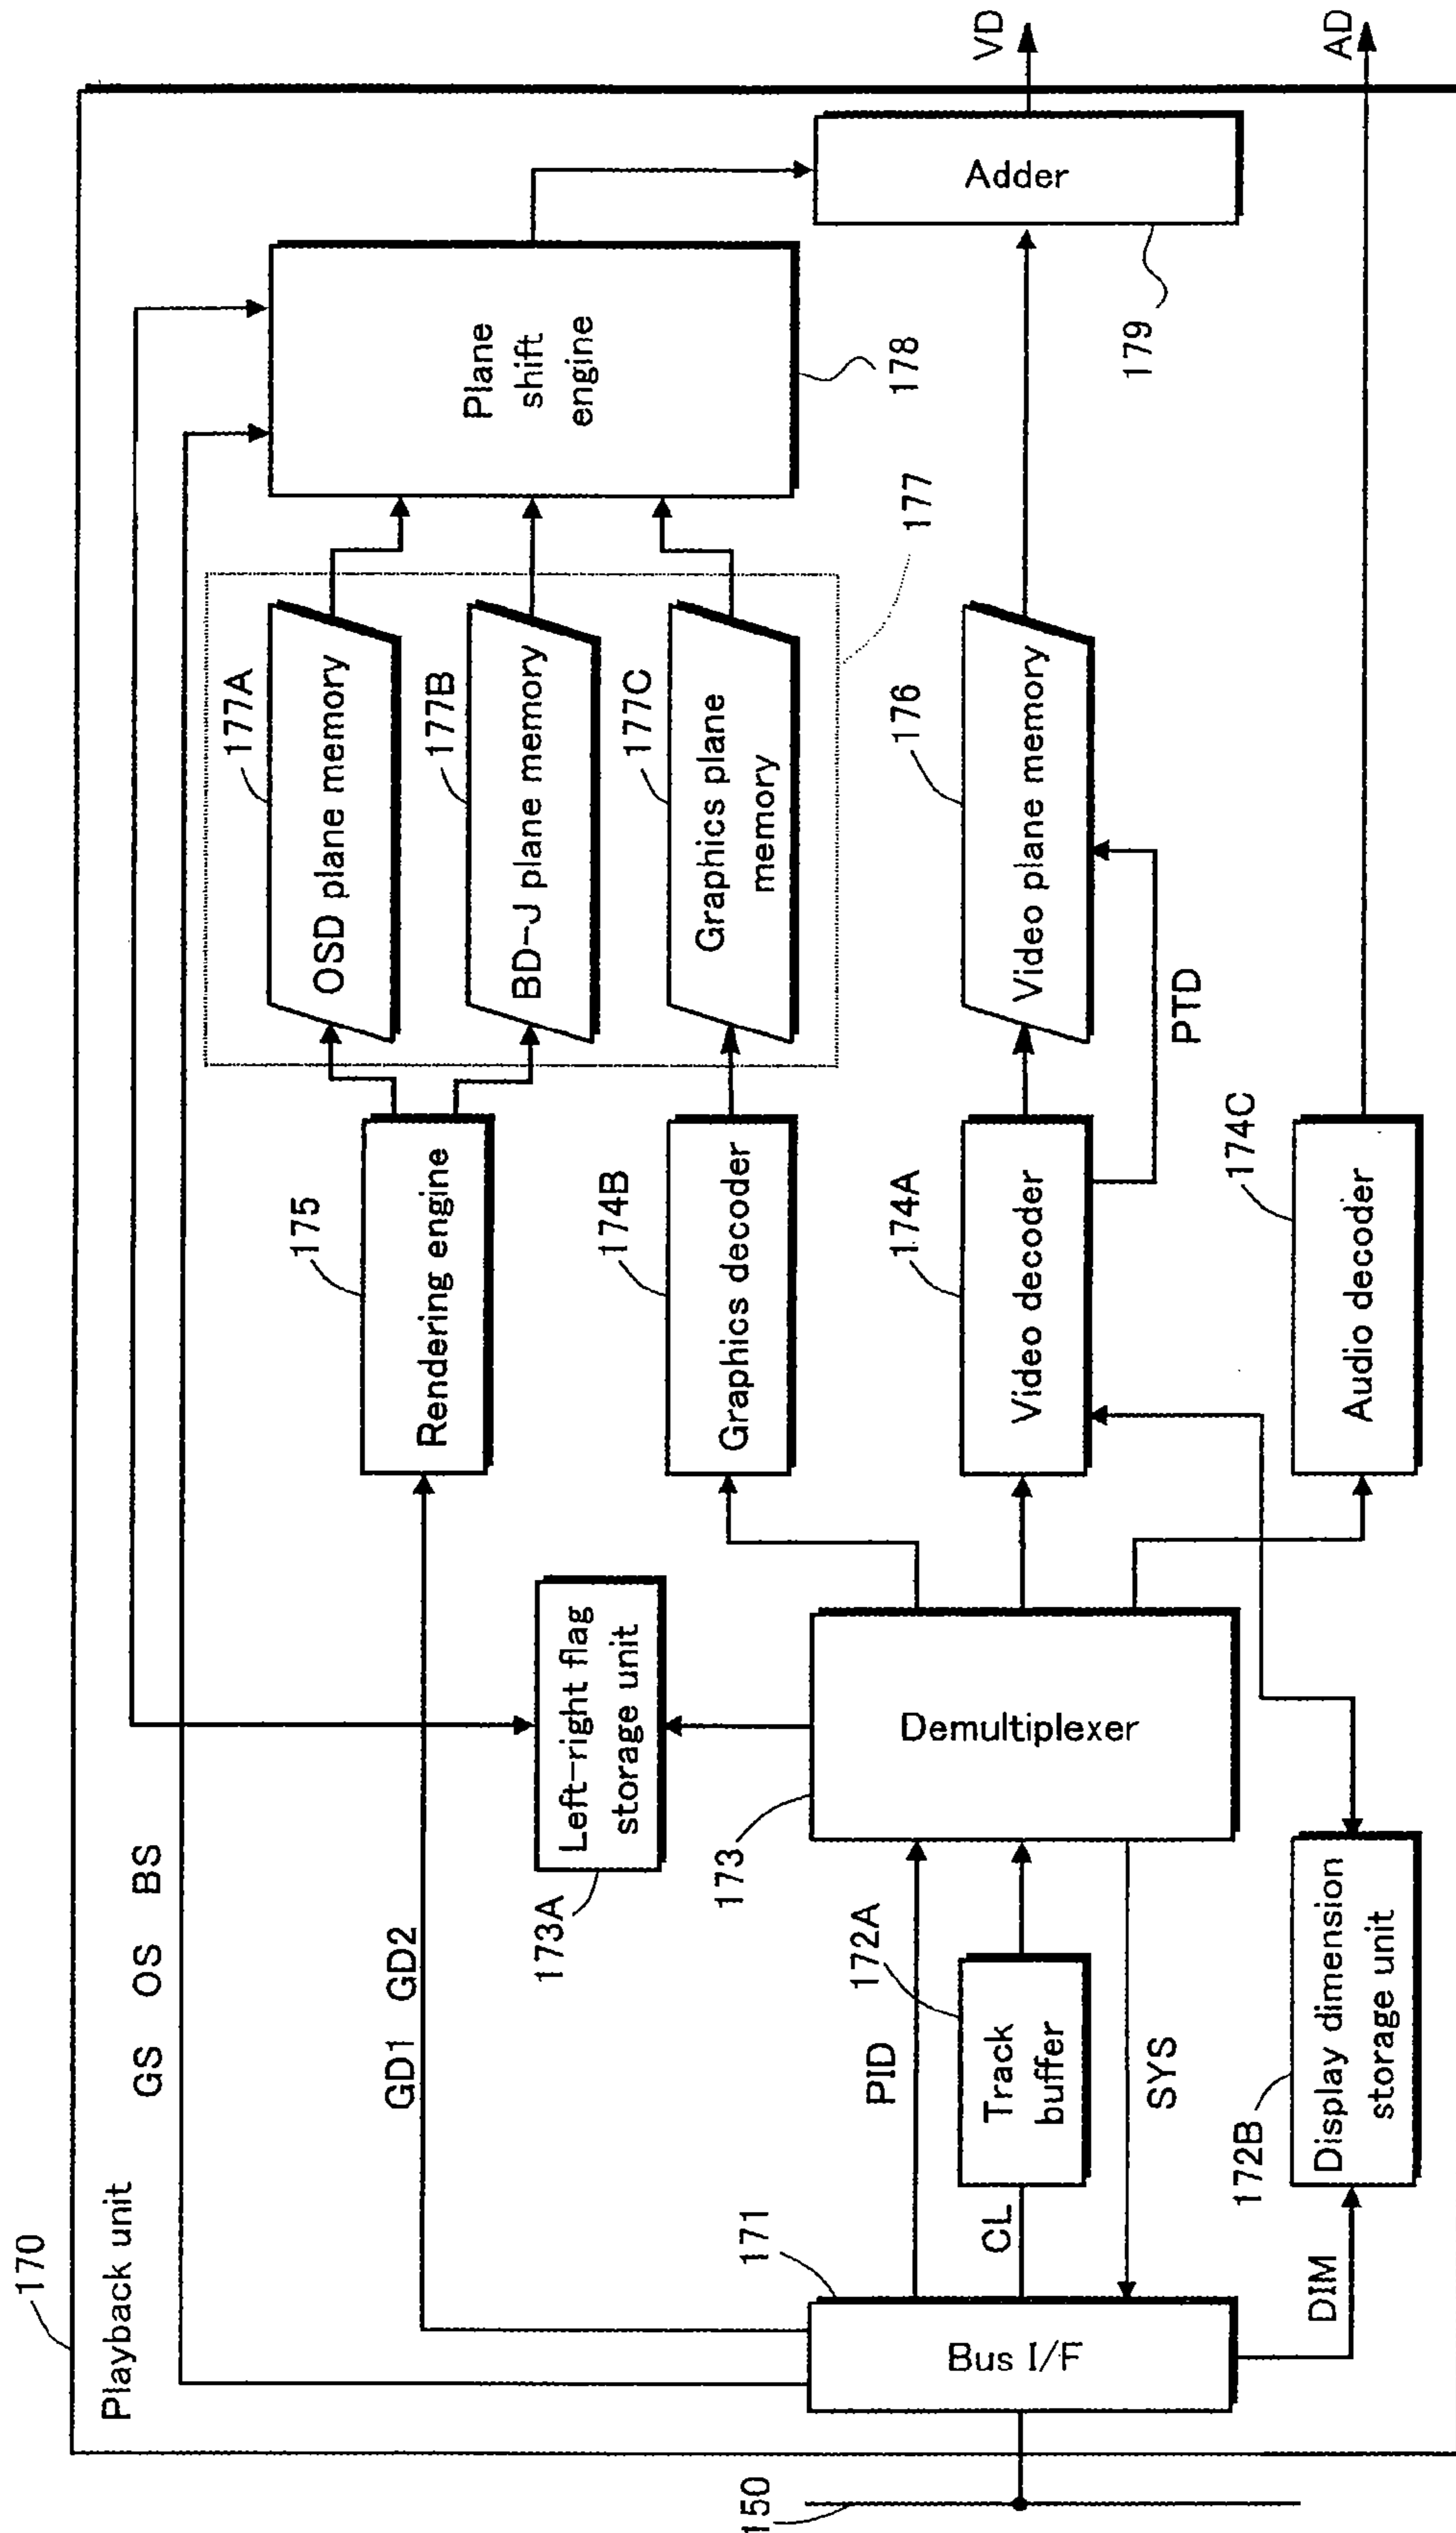 170
Playback unit
GS OS BS
GD1 GD2
175
Rendering engine
177A
OSD plane memory
177B
BD-J plane memory
177C
Graphics plane
memory
177
Plane
shift
engine
178
173A
Left-right flag
storage unit
174B
Graphics decoder
150
171
Bus I/F
PID
CL
172A
Track
buffer
SYS
173
Demultiplexer
174A
Video decoder
PTD
176
Video plane memory
Adder
179
VD
DIM
172B
Display dimension
storage unit
174C
Audio decoder
AD